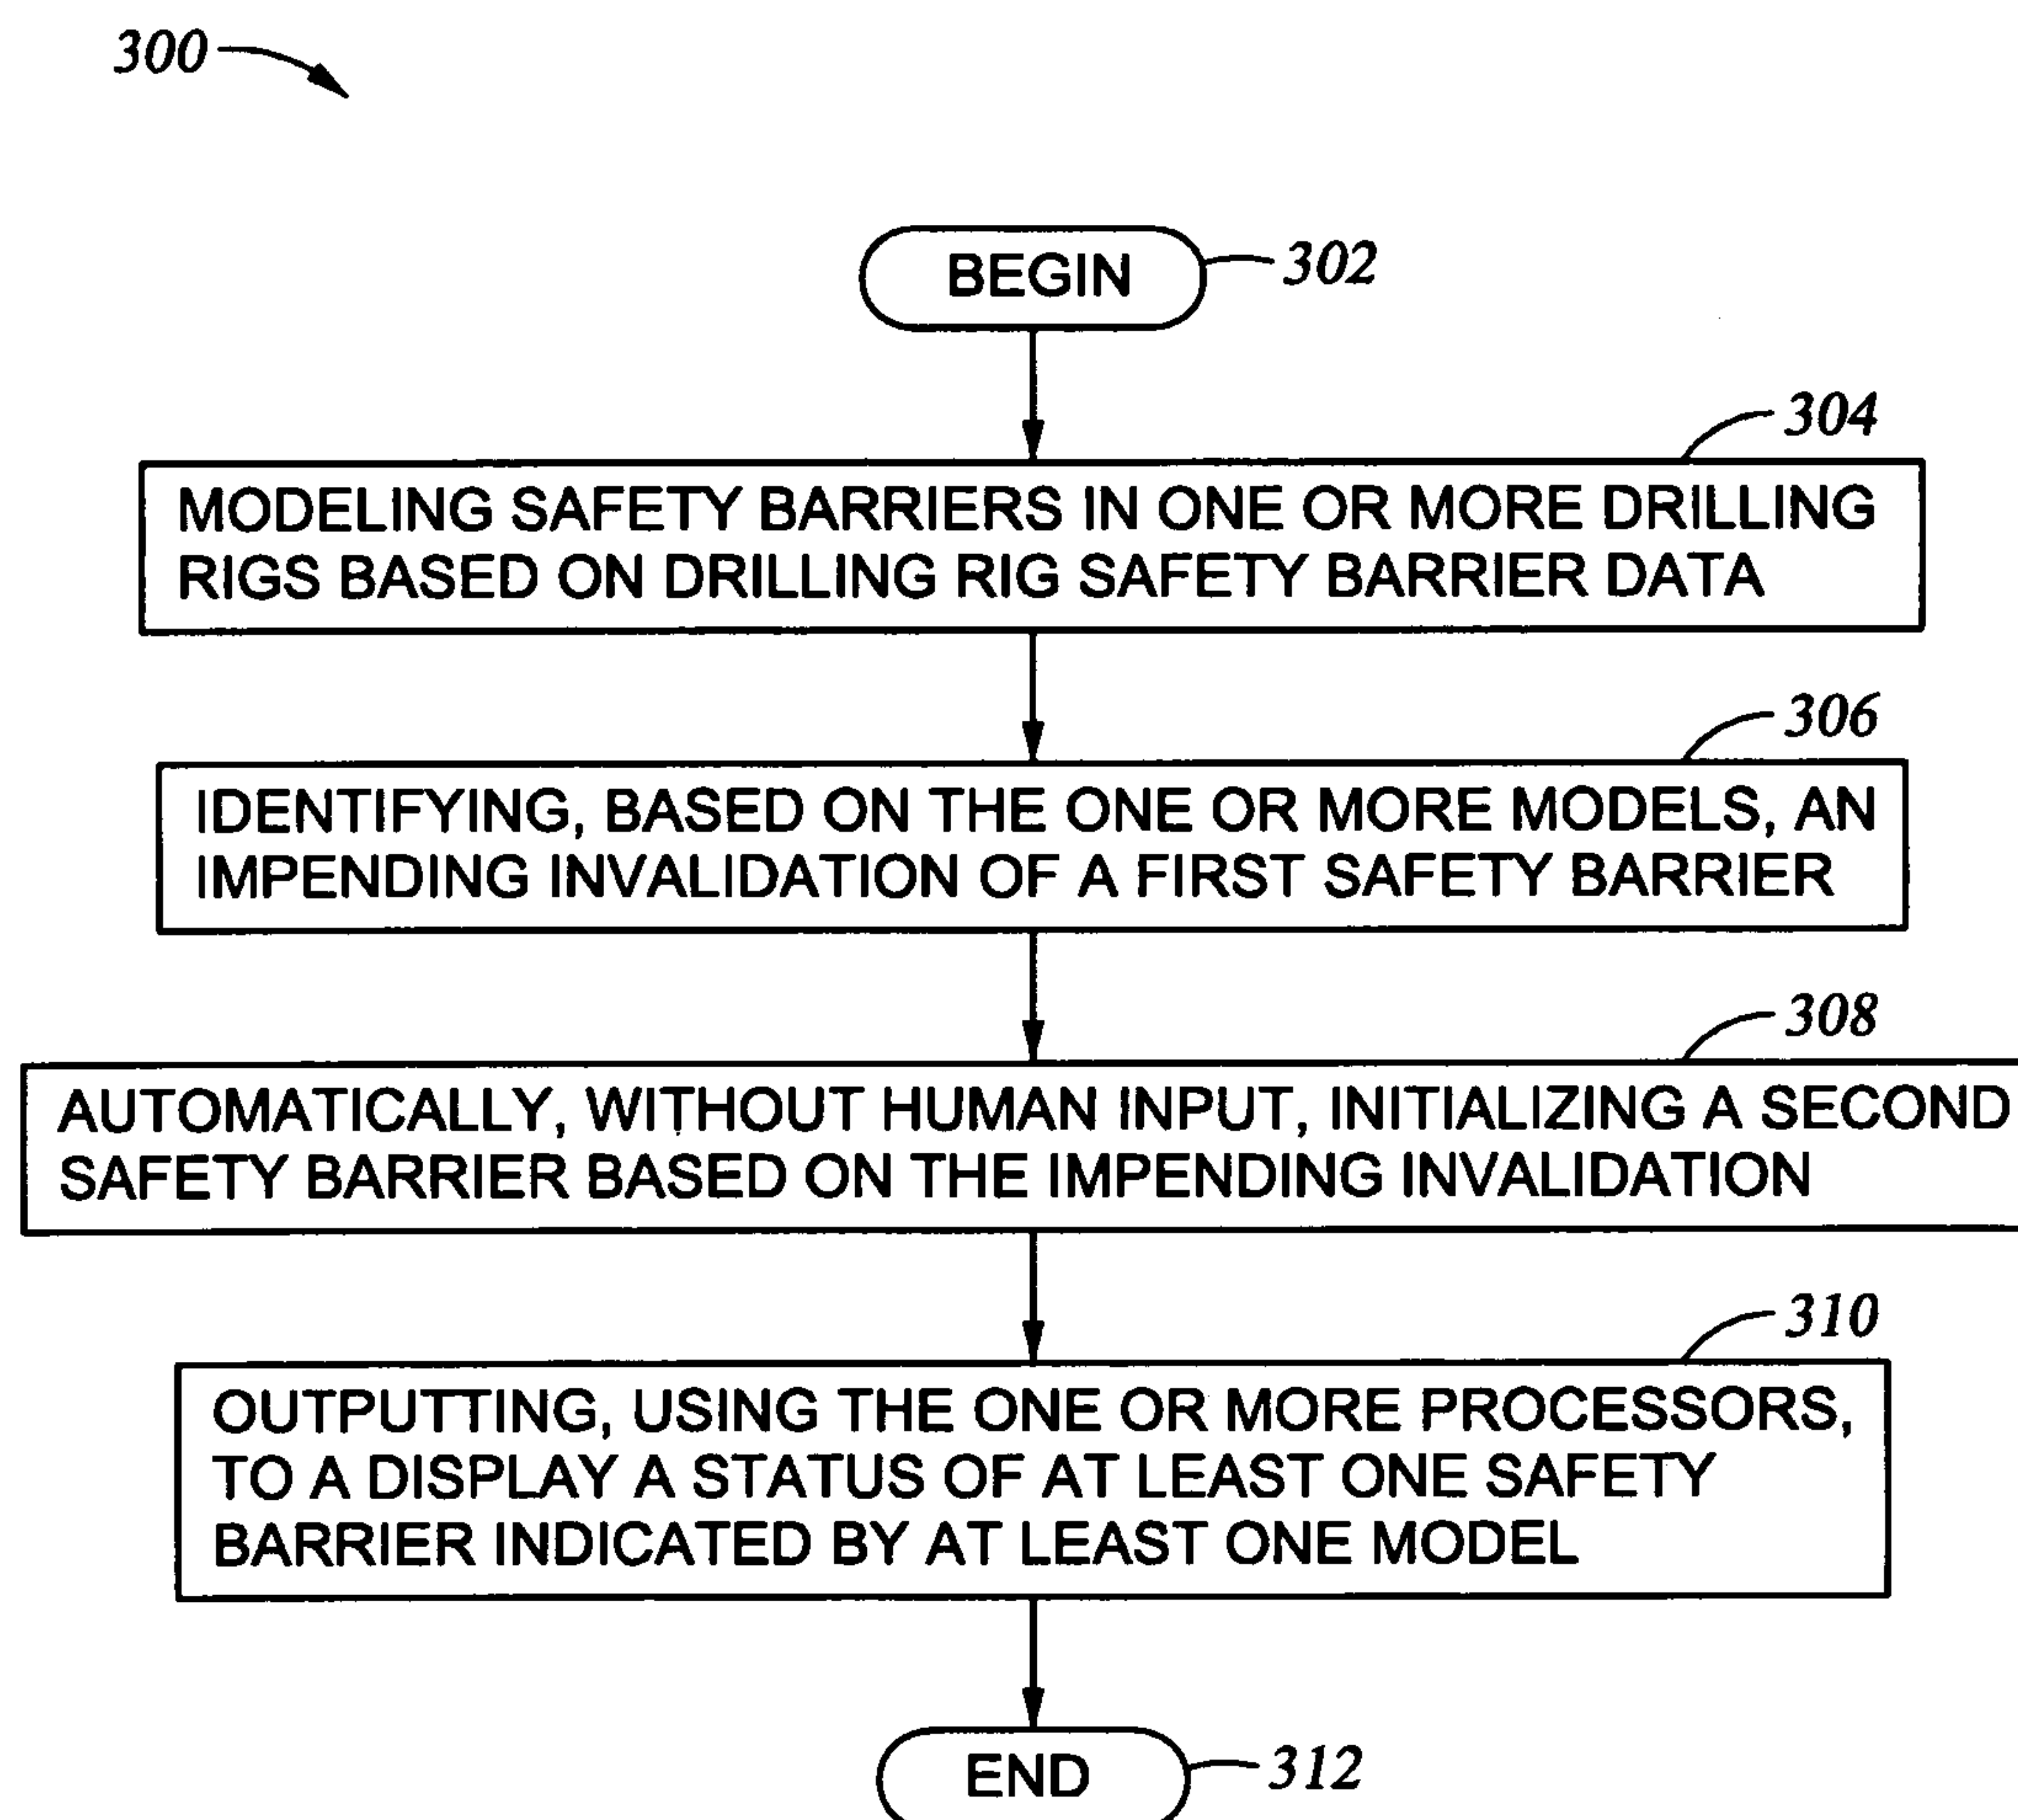 300
BEGIN
302
304
MODELING SAFETY BARRIERS IN ONE OR MORE DRILLING
RIGS BASED ON DRILLING RIG SAFETY BARRIER DATA
306
IDENTIFYING, BASED ON THE ONE OR MORE MODELS, AN
IMPENDING INVALIDATION OF A FIRST SAFETY BARRIER
308
AUTOMATICALLY, WITHOUT HUMAN INPUT, INITIALIZING A SECOND
SAFETY BARRIER BASED ON THE IMPENDING INVALIDATION
310
OUTPUTTING, USING THE ONE OR MORE PROCESSORS,
TO A DISPLAY A STATUS OF AT LEAST ONE SAFETY
BARRIER INDICATED BY AT LEAST ONE MODEL
END
312